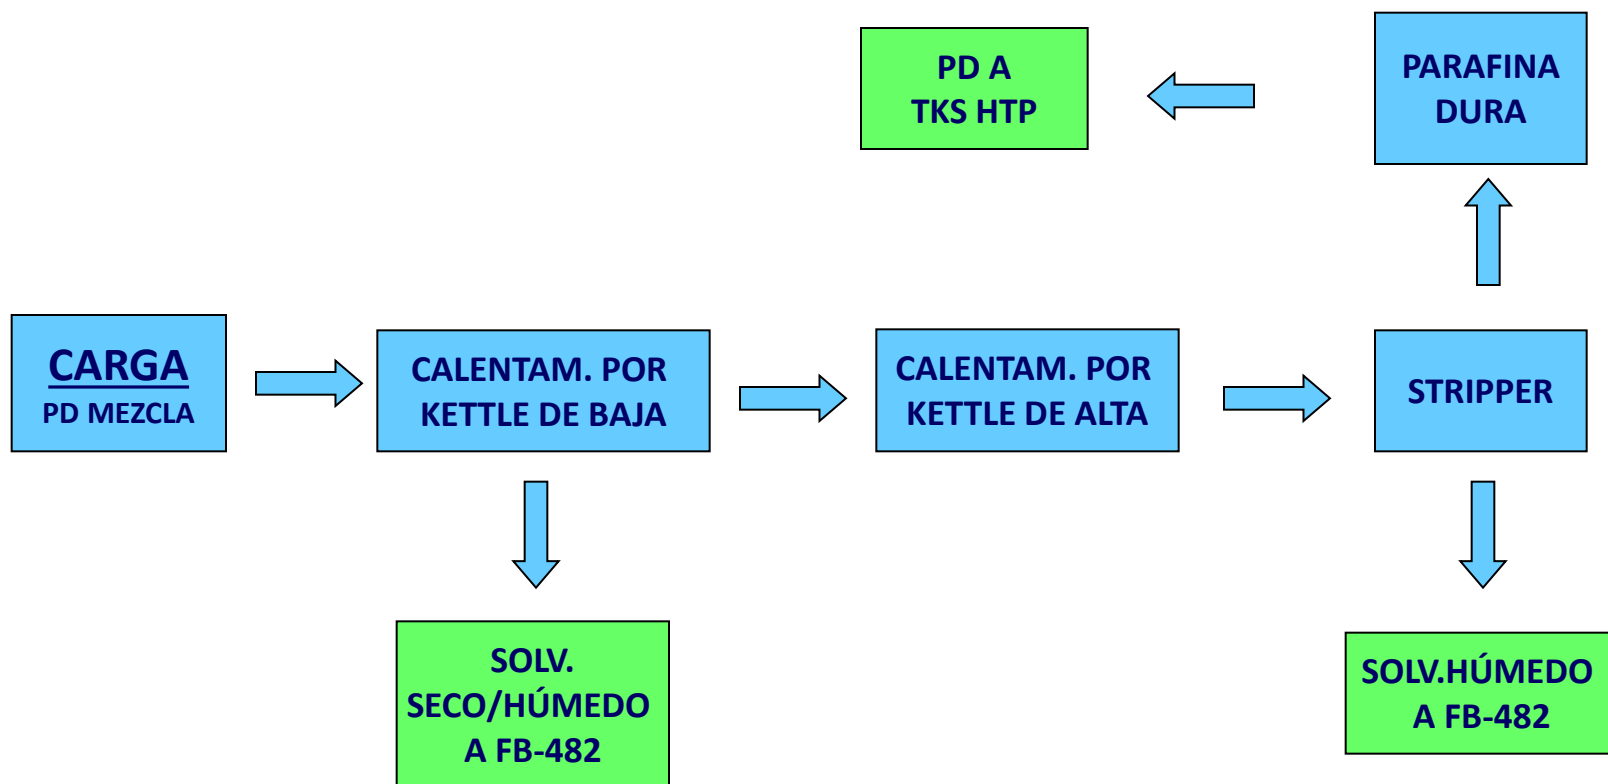 PD A
TKS HTP
PARAFINA
DURA
CARGA
PD MEZCLA
CALENTAM. POR
KETTLE DE BAJA
CALENTAM. POR
KETTLE DE ALTA
STRIPPER
SOLV.
SECO/HÚMEDO
A FB-482
SOLV.HÚMEDO
A FB-482